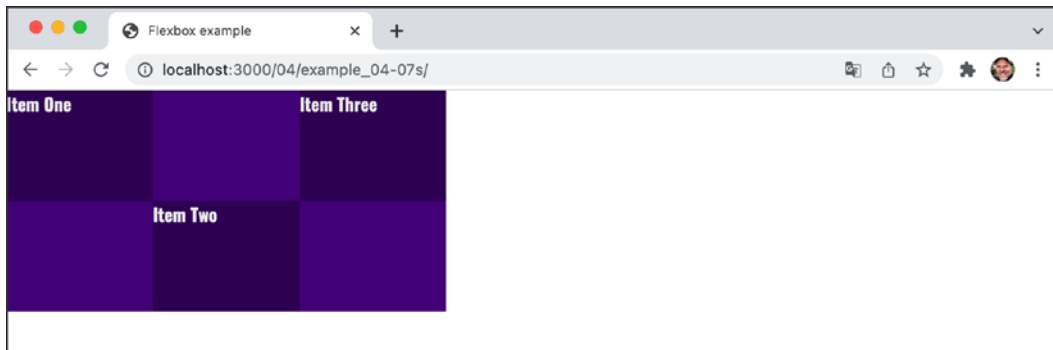 Flexbox example
localhost:3000/04/example_04-07s/
Item One
Item Three
Item Two